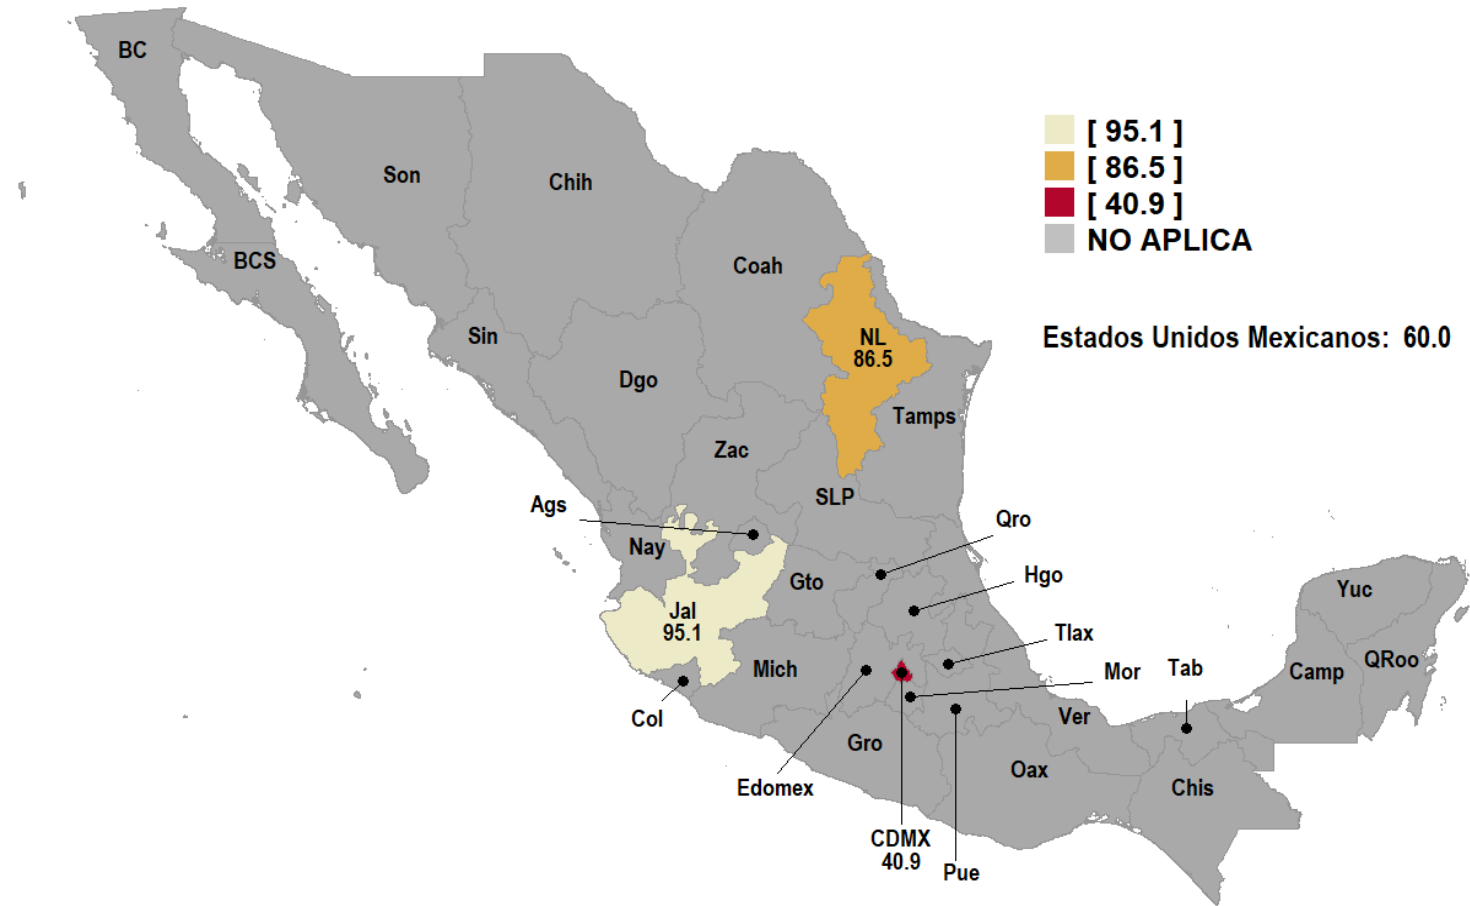 BC
[ 95.1 ]
[ 86.5 ]
[ 40.9 ]
NO APLICA
Son
Chih
BCS
Coah
Sin
NL
86.5
Estados Unidos Mexicanos: 60.0
Dgo
Tamps
Zac
SLP
Ags
Qro
Nay
Hgo
Gto
Yuc
Jal
95.1
Tlax
Mich
Mor
Tab
Camp
QRoo
Col
Ver
Gro
Oax
Edomex
Chis
CDMX
40.9
Pue